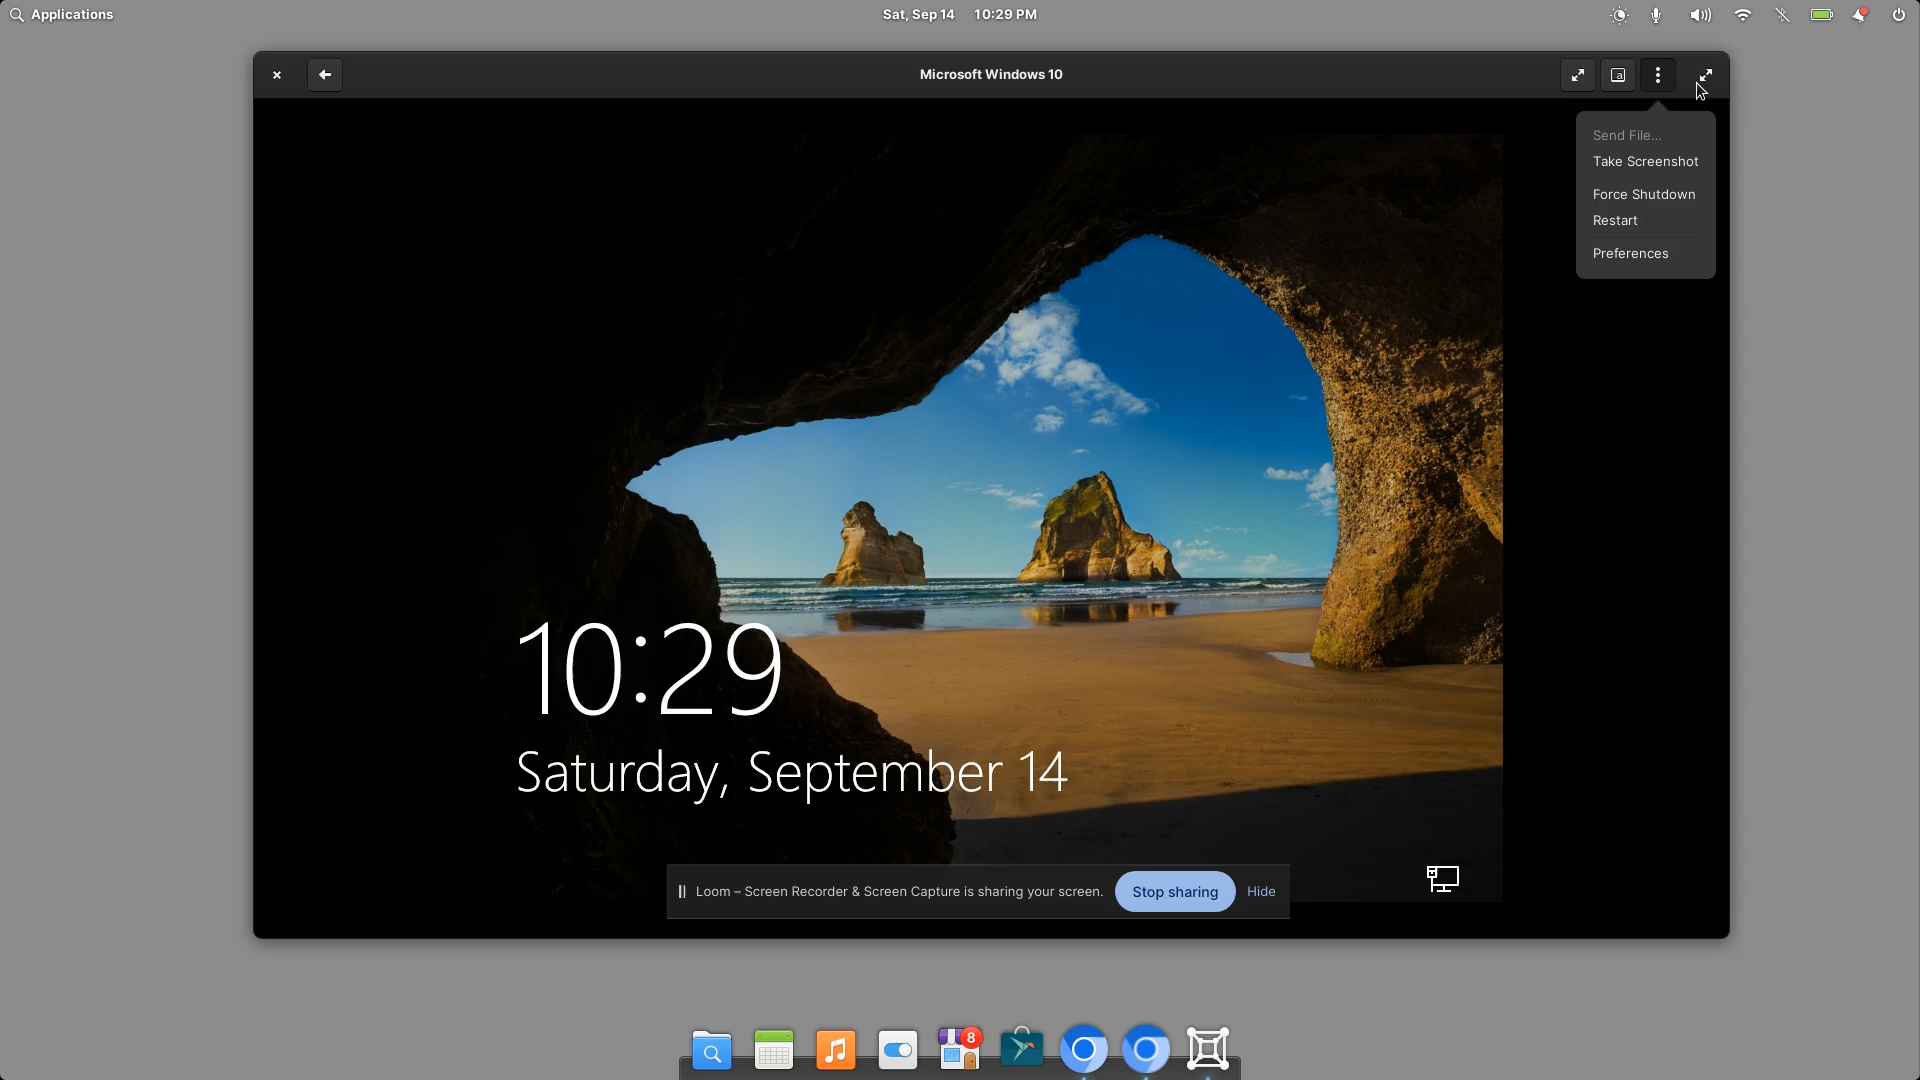 Applications
Sat, Sep 14 10:29 PM
Microsoft Windows 10
a
Send File...
Take Screenshot
Force Shutdown
Restart
Preferences
10:29
Saturday, September 14
Loom – Screen Recorder & Screen Capture is sharing your screen. Stop sharing Hide
8